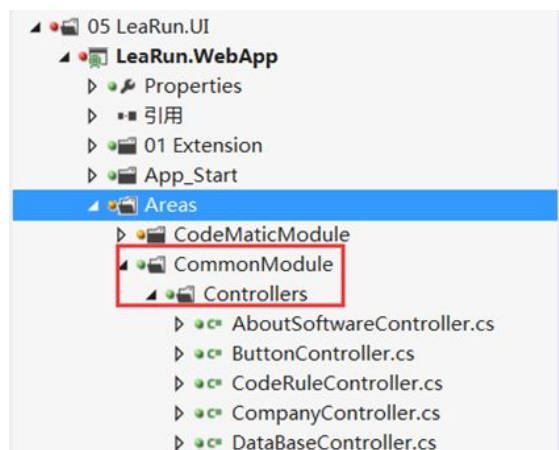 05 LeaRun.UI
LeaRun.WebApp
Properties
引用
01 Extension
App_Start
Areas
CodeMaticModule
CommonModule
Controllers
AboutSoftwareController.cs
ButtonController.cs
CodeRuleController.cs
CompanyController.cs
DataBaseController.cs